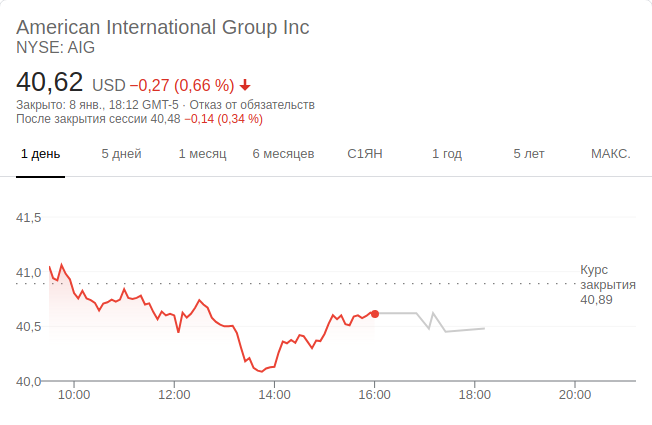 American International Group Inc
NYSE: AIG
40,62 USD −0,27 (0,66 %)
Закрыто: 8 янв., 18:12 GMT-5 · Отказ от обязательств
После закрытия сессии 40,48 −0,14 (0,34 %)
1 день 5 дней 1 месяц 6 месяцев С1ЯН 1 год 5 лет МАКС.
41,5
41,0
Курс
закрытия
40,89
40,5
40,0
10:00 12:00 14:00 16:00 18:00 20:00